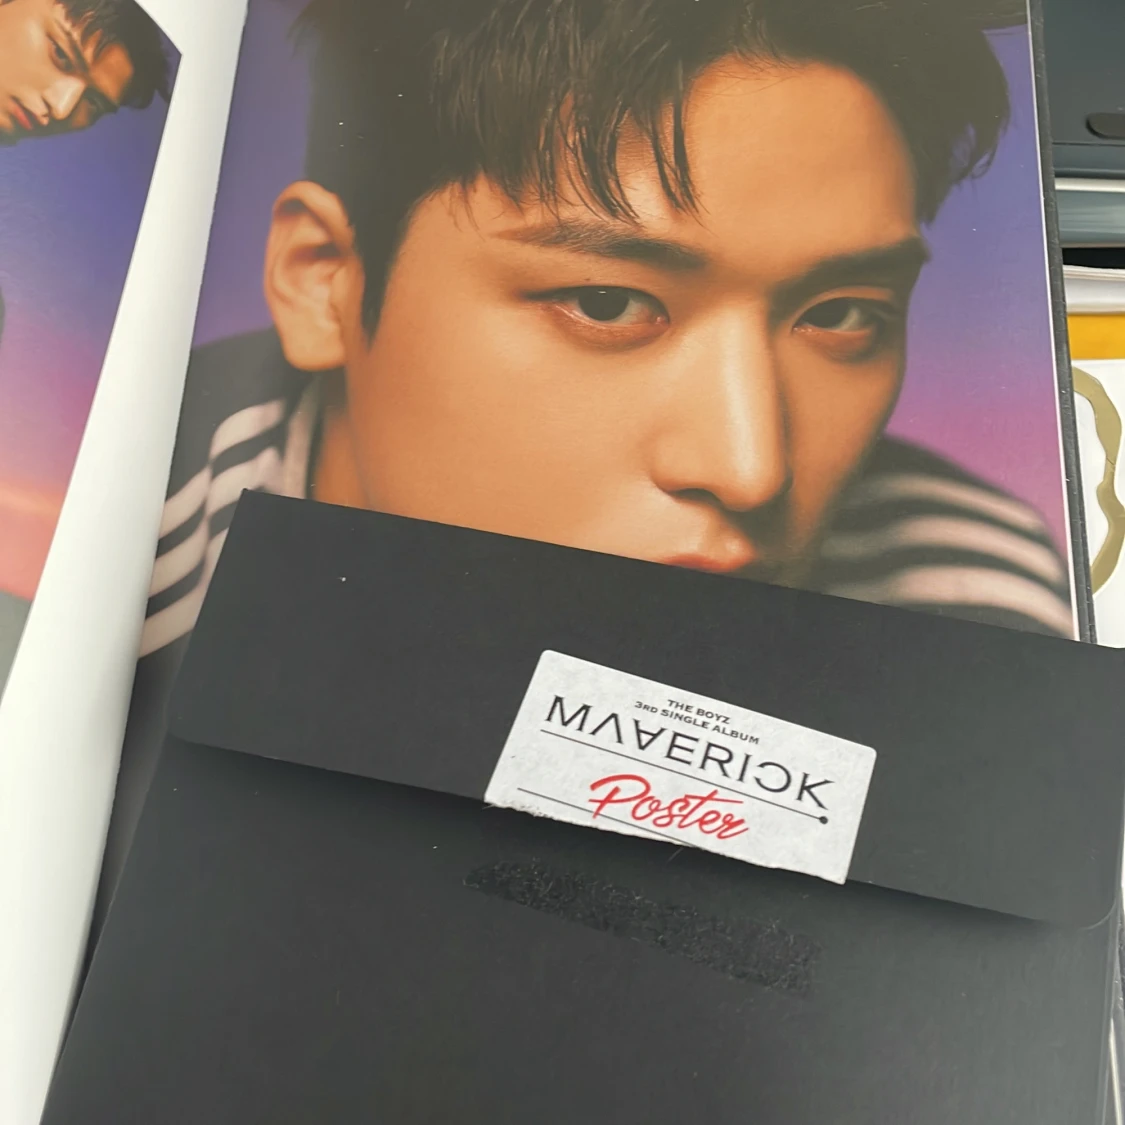 THE BOYZ
3RD SINGLE ALBUM
MAVERICK
Poster